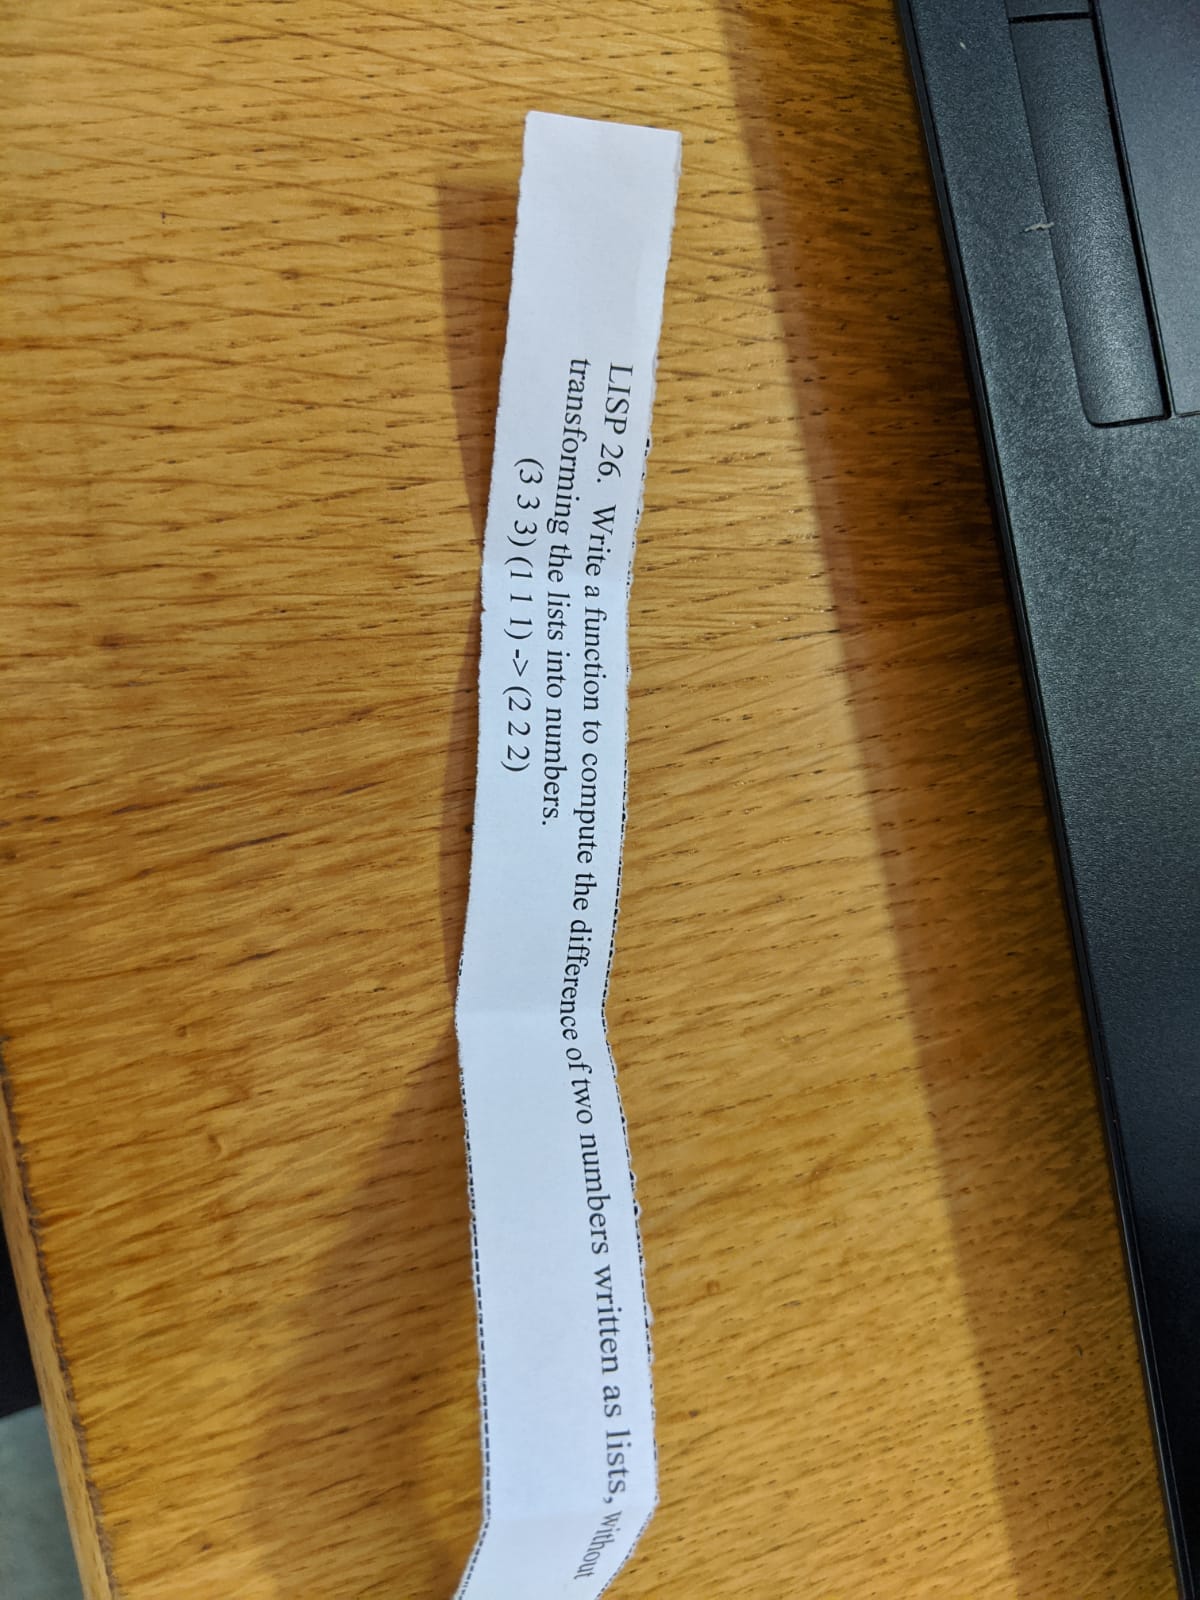 LISP 26. Write a function to compute the difference of two numbers written as lists, without
transforming the lists into numbers.
(3 3 3) (1 1 1) -> (2 2 2)